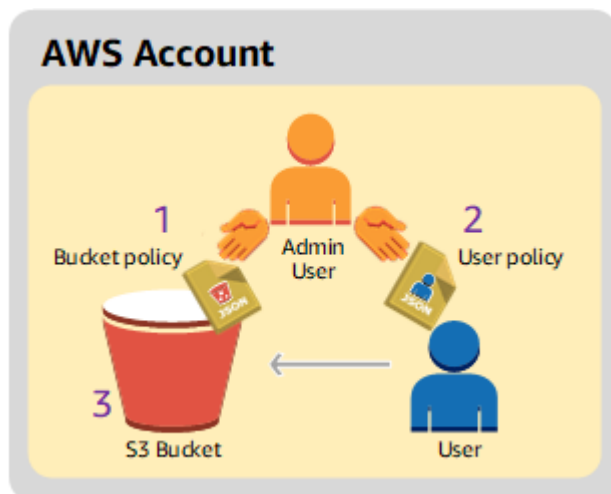 AWS Account
1
2
Admin
User
Bucket policy
User policy
JSON
JSON
3
S3 Bucket
User